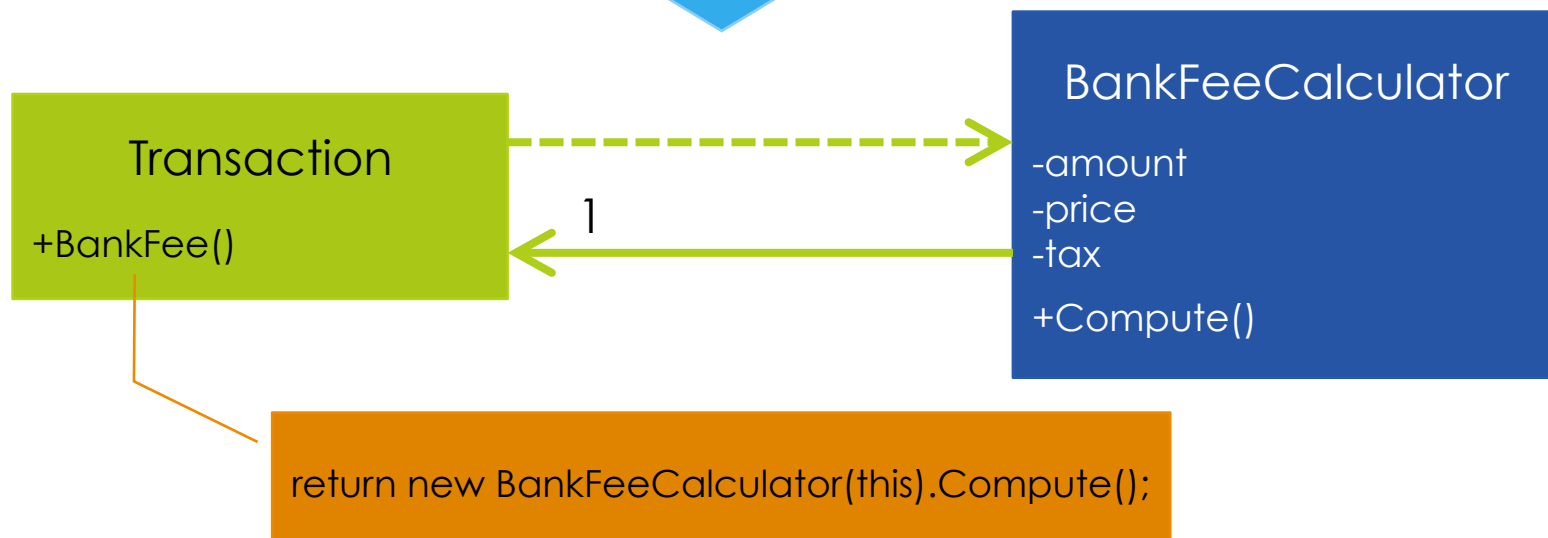 Transaction
+BankFee()
1
BankFeeCalculator
-amount
-price
-tax
+Compute()
return new BankFeeCalculator(this).Compute();